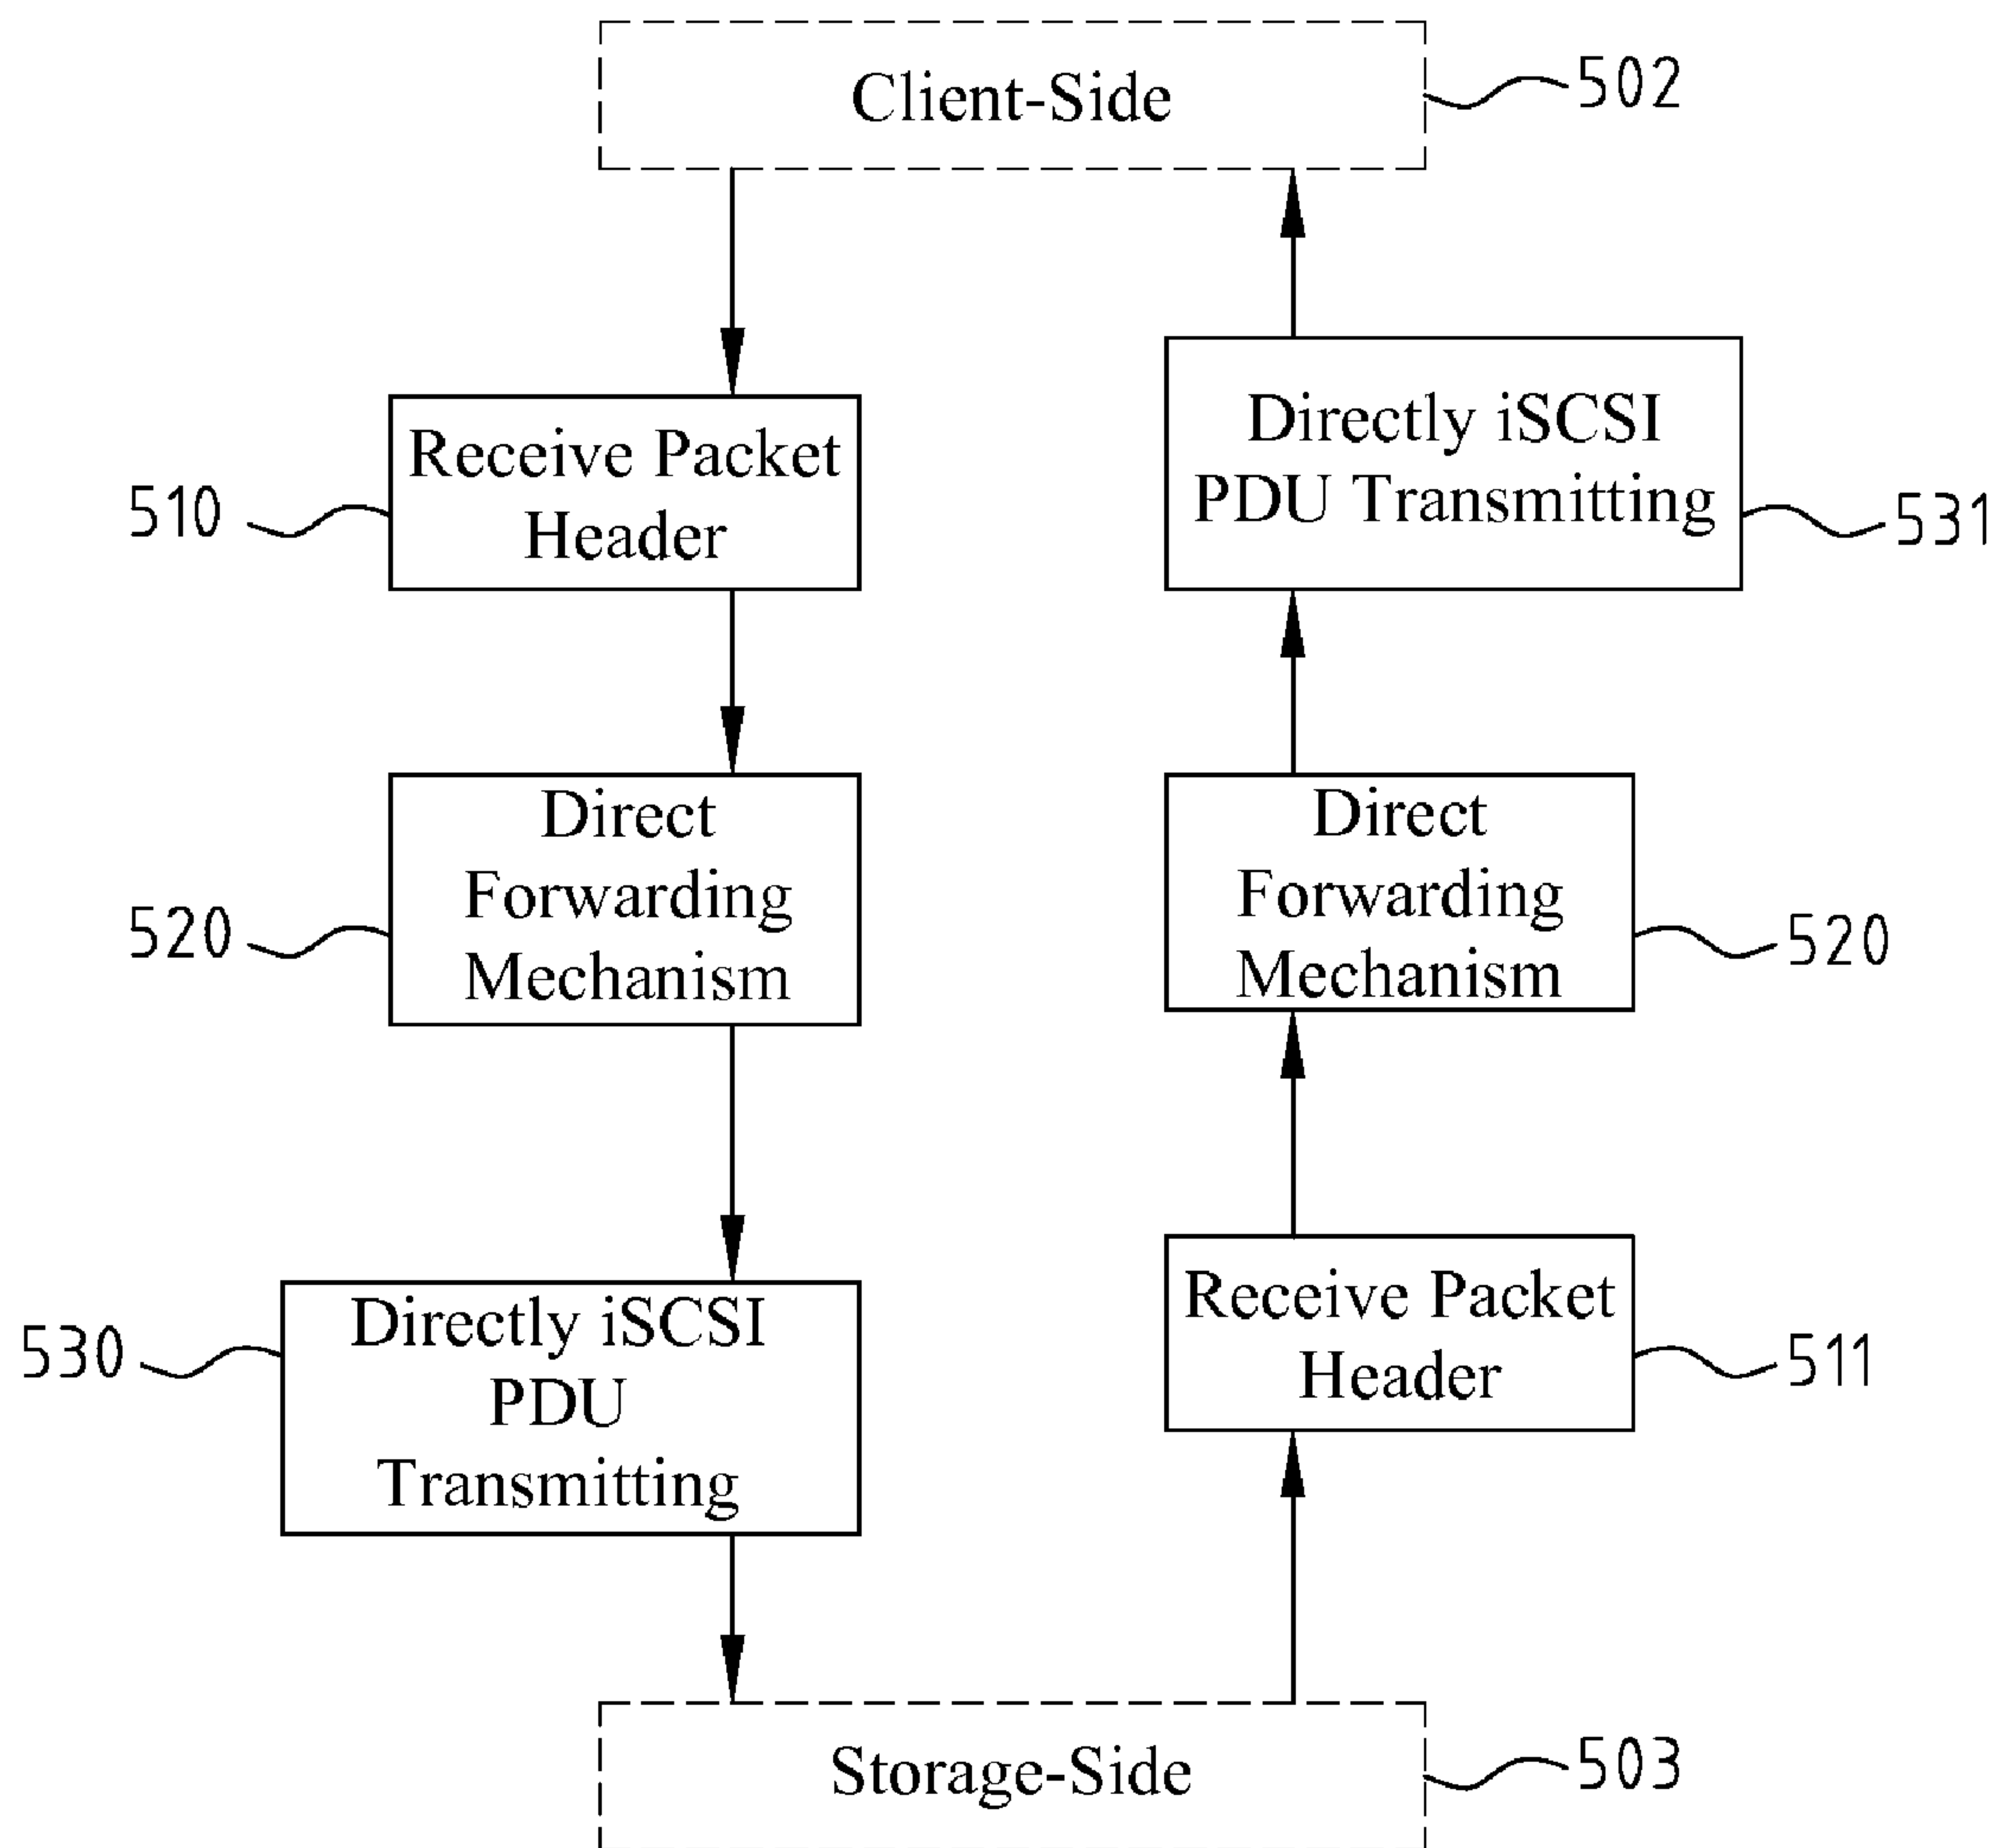 Client-Side
502
Receive Packet
Header
510
Directly iSCSI
PDU Transmitting
531
Direct
Forwarding
Mechanism
520
Direct
Forwarding
Mechanism
520
Directly iSCSI
PDU
Transmitting
530
Receive Packet
Header
511
Storage-Side
503